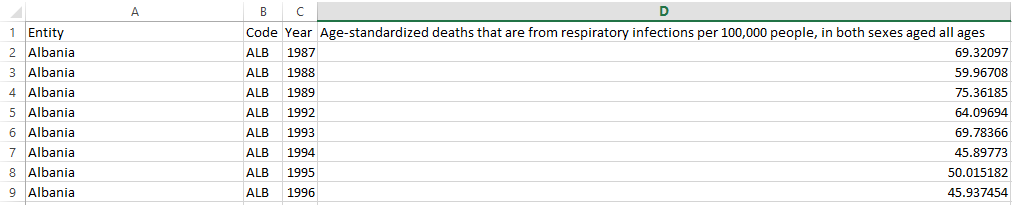 A B C D
1 Entity Code Year Age-standardized deaths that are from respiratory infections per 100,000 people, in both sexes aged all ages
2 Albania ALB 1987 69.32097
3 Albania ALB 1988 59.96708
4 Albania ALB 1989 75.36185
5 Albania ALB 1992 64.09694
6 Albania ALB 1993 69.78366
7 Albania ALB 1994 45.89773
8 Albania ALB 1995 50.015182
9 Albania ALB 1996 45.937454